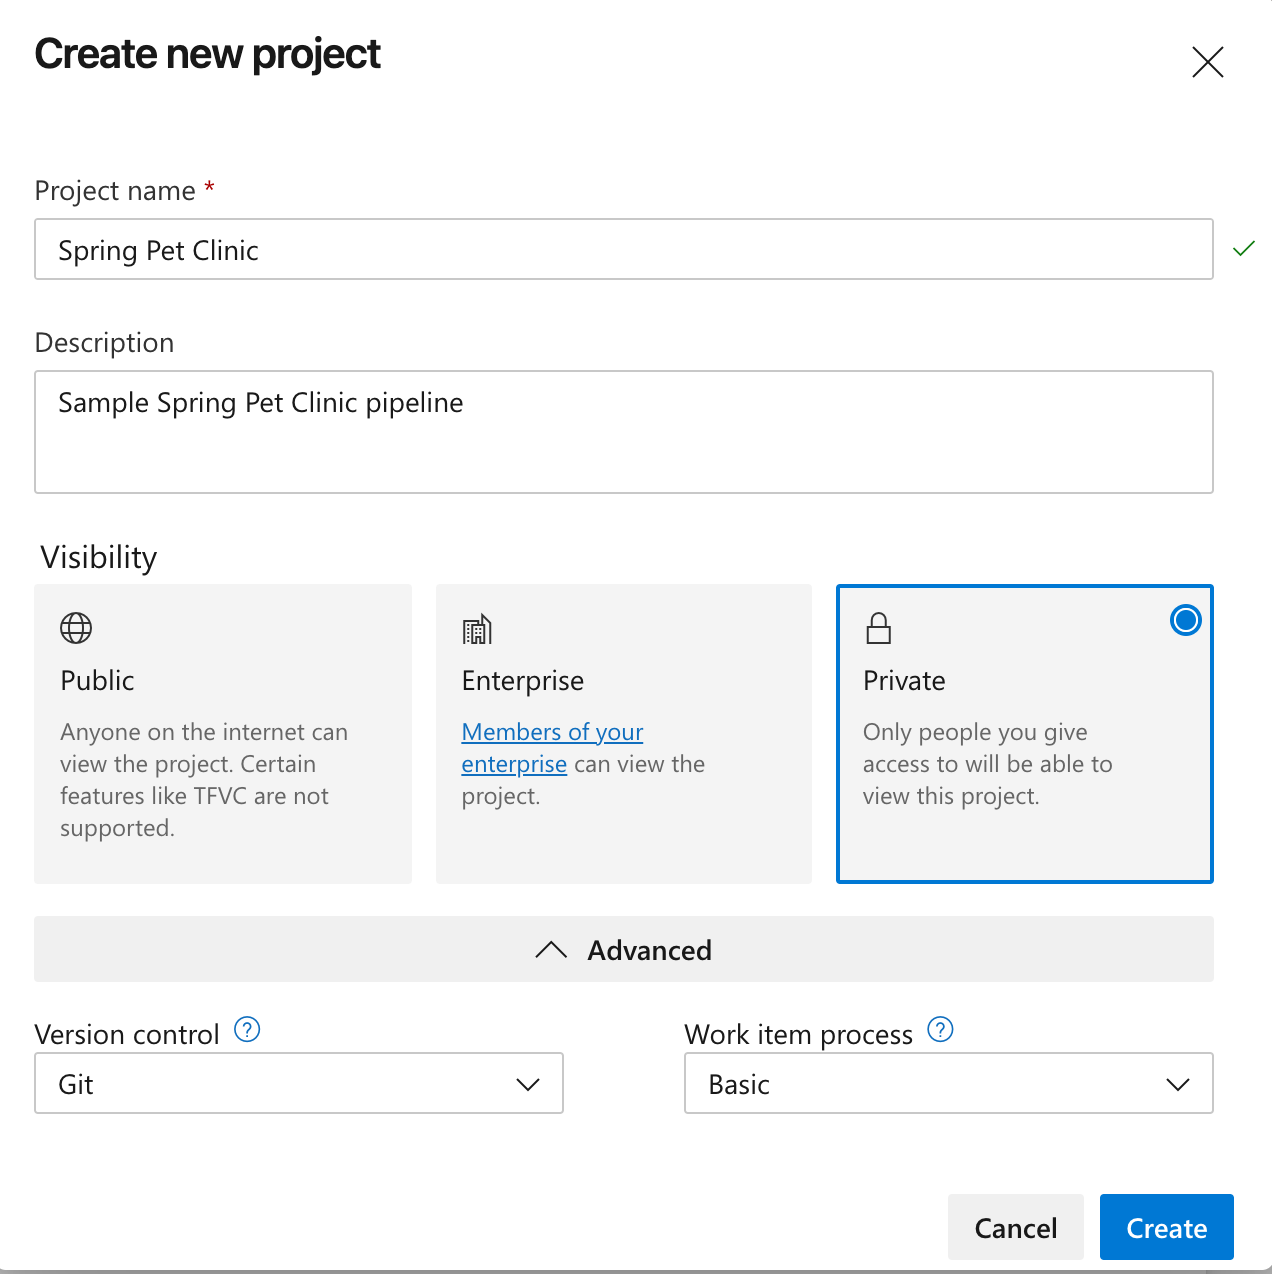 Create new project
Project name *
Spring Pet Clinic
Description
Sample Spring Pet Clinic pipeline
Visibility
Public
Anyone on the internet can
view the project. Certain
features like TFVC are not
supported.
Enterprise
Members of your
enterprise can view the
project.
Private
Only people you give
access to will be able to
view this project.
Advanced
Version control ?
Git
Work item process ?
Basic
Cancel
Create